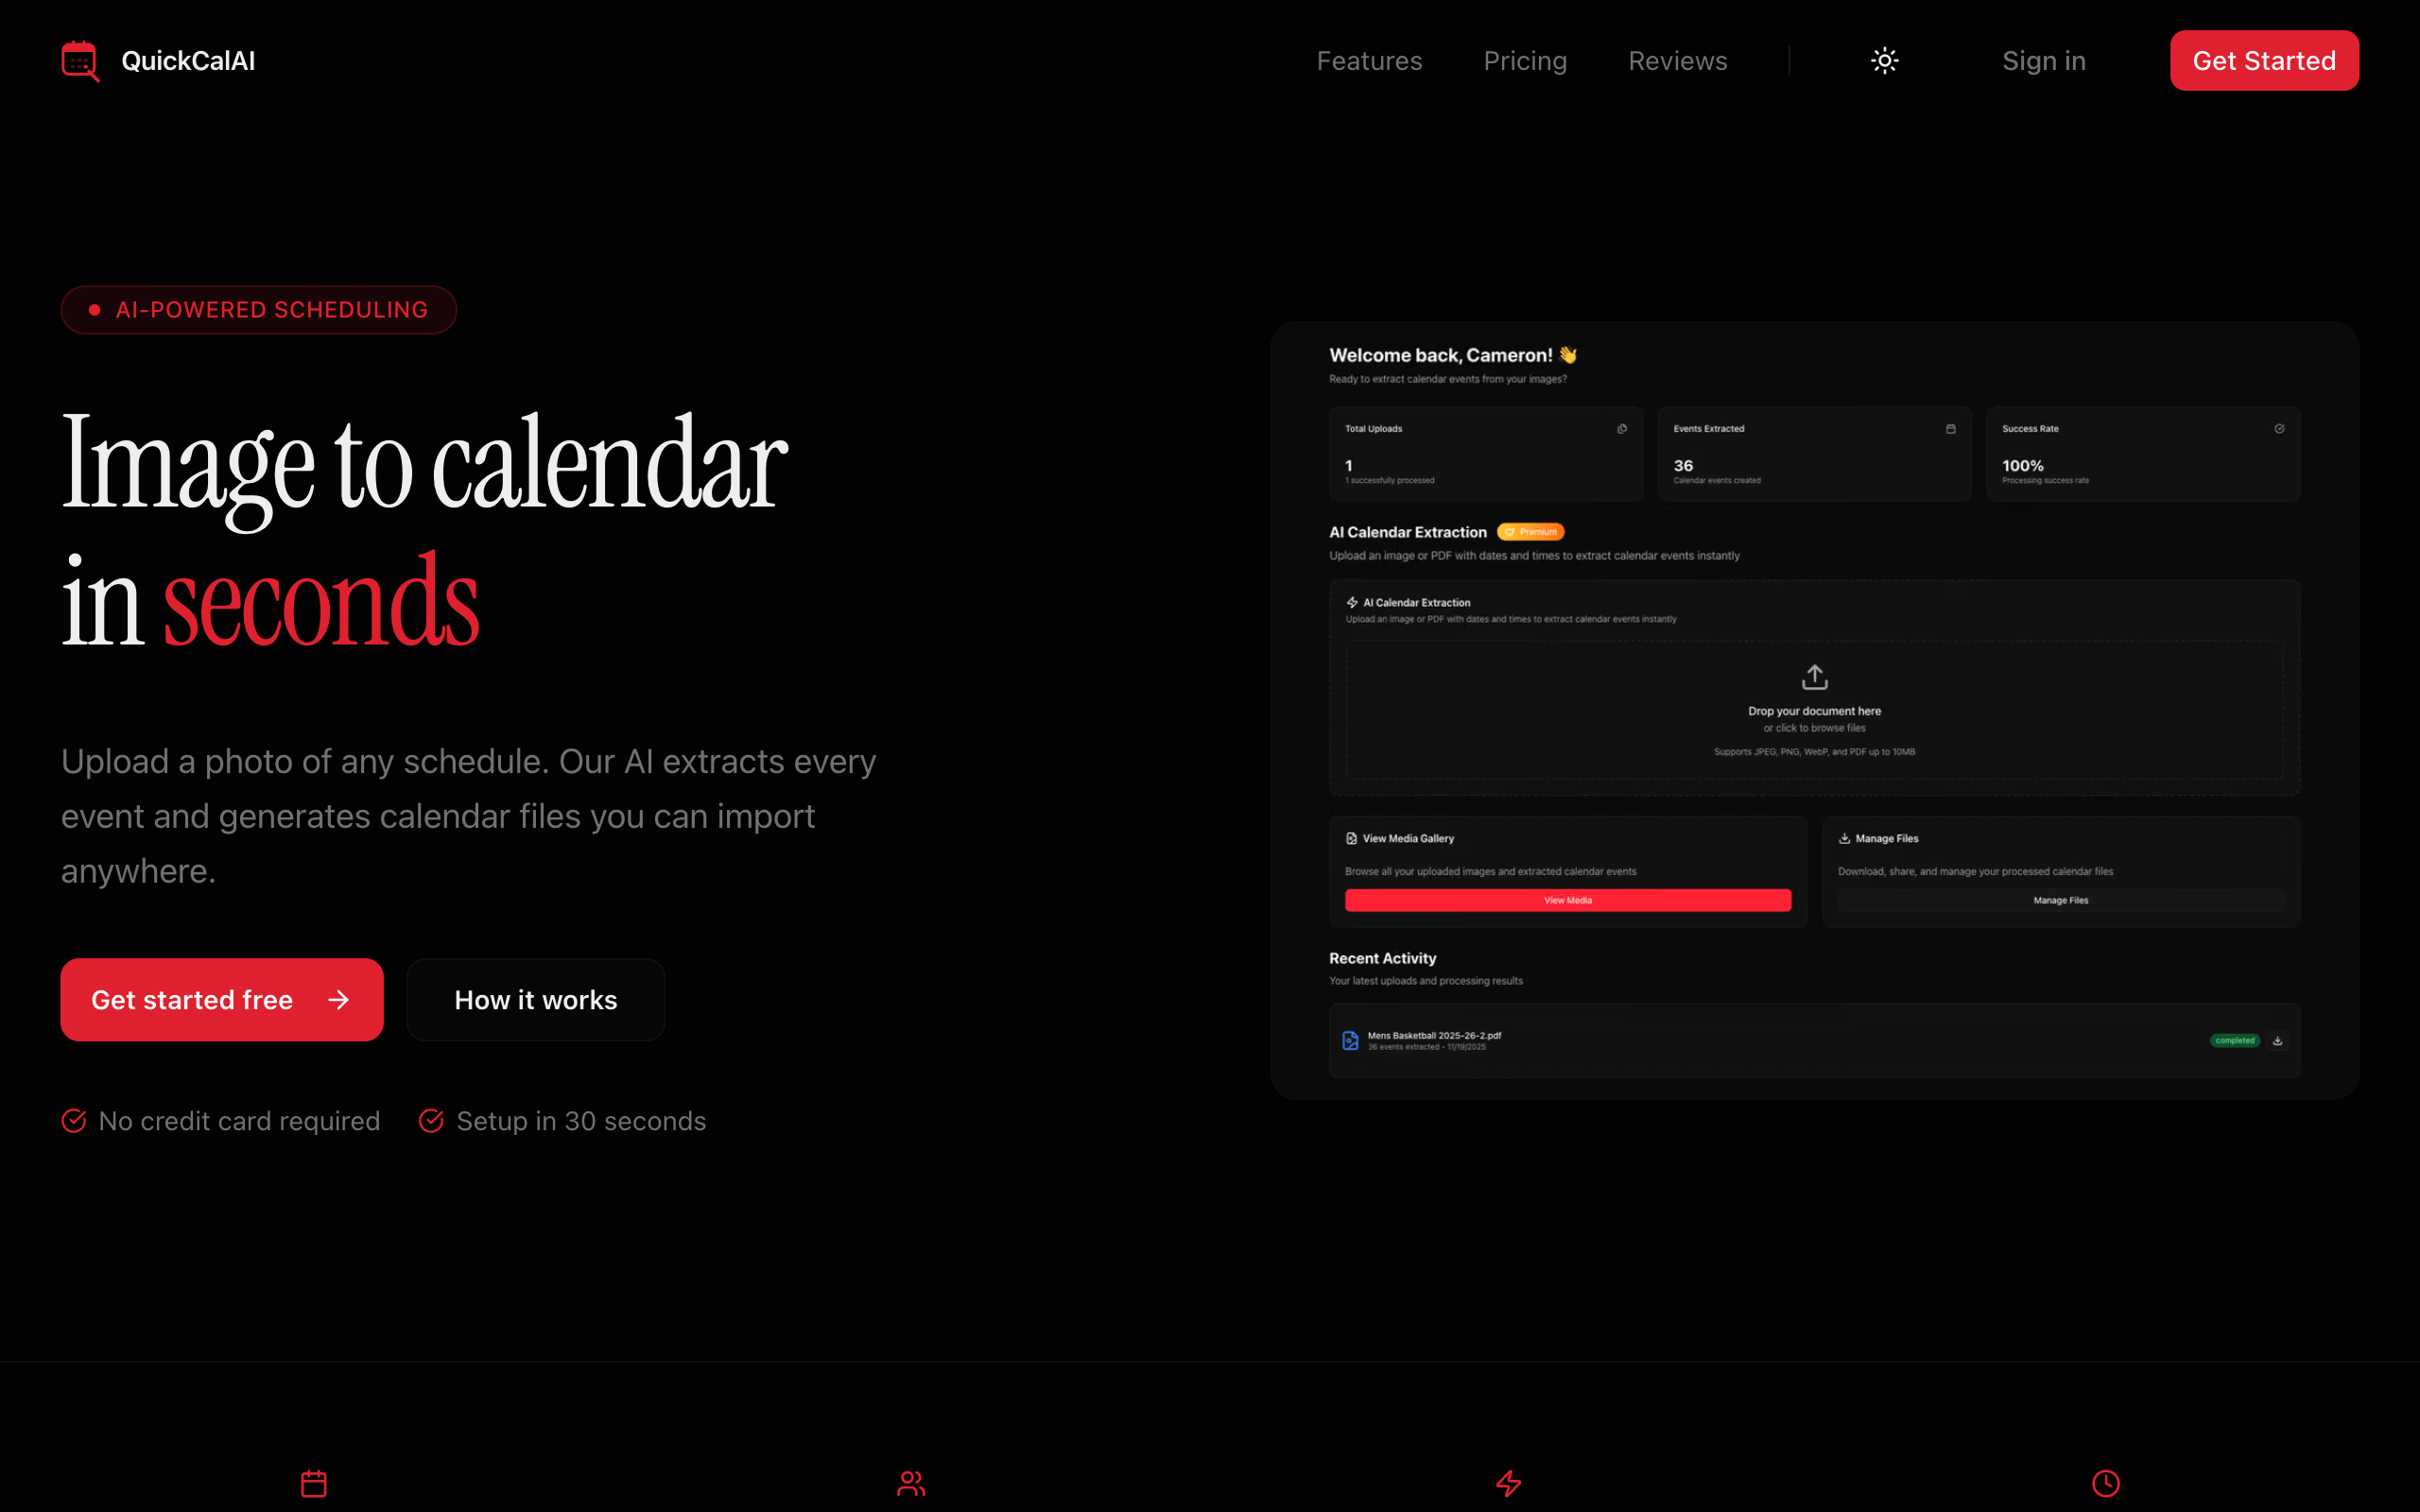 QuickCalAI
Features
Pricing
Reviews
Sign in
Get Started
AI-POWERED SCHEDULING
Image to calendar
in seconds
Upload a photo of any schedule. Our AI extracts every
event and generates calendar files you can import
anywhere.
Get started free
How it works
No credit card required
Setup in 30 seconds
Welcome back, Cameron! 👋
Ready to extract calendar events from your images?
Total Uploads
1
1 successfully processed
Events Extracted
36
Calendar events created
Success Rate
100%
Processing success rate
AI Calendar Extraction
Premium
Upload an image or PDF with dates and times to extract calendar events instantly
AI Calendar Extraction
Upload an image or PDF with dates and times to extract calendar events instantly
Drop your document here
or click to browse files
Supports JPEG, PNG, WebP, and PDF up to 10MB
View Media Gallery
Browse all your uploaded images and extracted calendar events
View Media
Manage Files
Download, share, and manage your processed calendar files
Manage Files
Recent Activity
Your latest uploads and processing results
Mens Basketball 2025-26-2.pdf
36 events extracted - 11/19/2025
completed